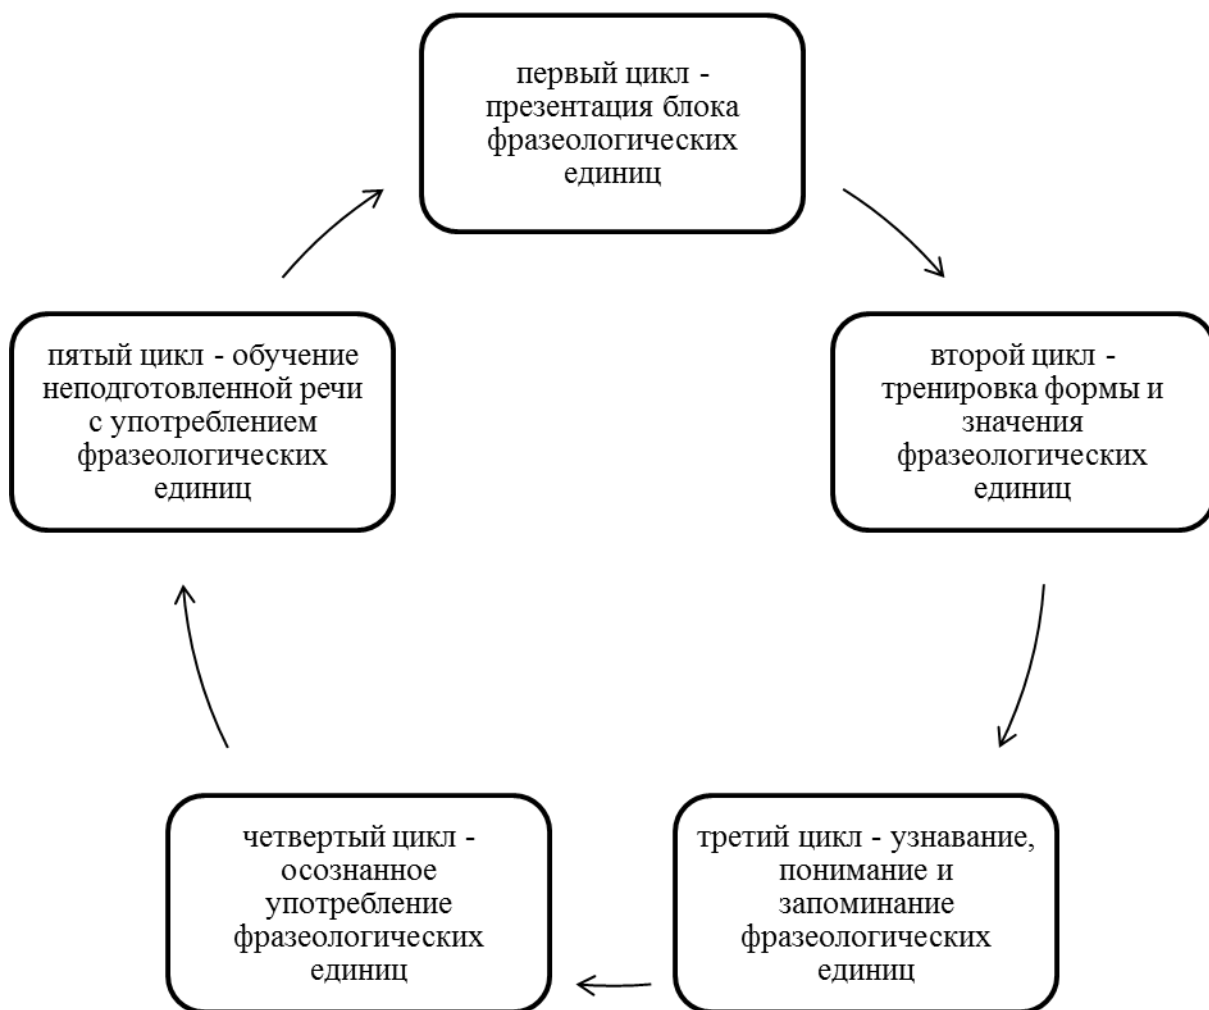 первый цикл -
презентация блока
фразеологических
единиц
второй цикл -
тренировка формы и
значения
фразеологических
единиц
третий цикл - узнавание,
понимание и
запоминание
фразеологических
единиц
четвертый цикл -
осознанное
употребление
фразеологических
единиц
пятый цикл - обучение
неподготовленной речи
с употреблением
фразеологических
единиц